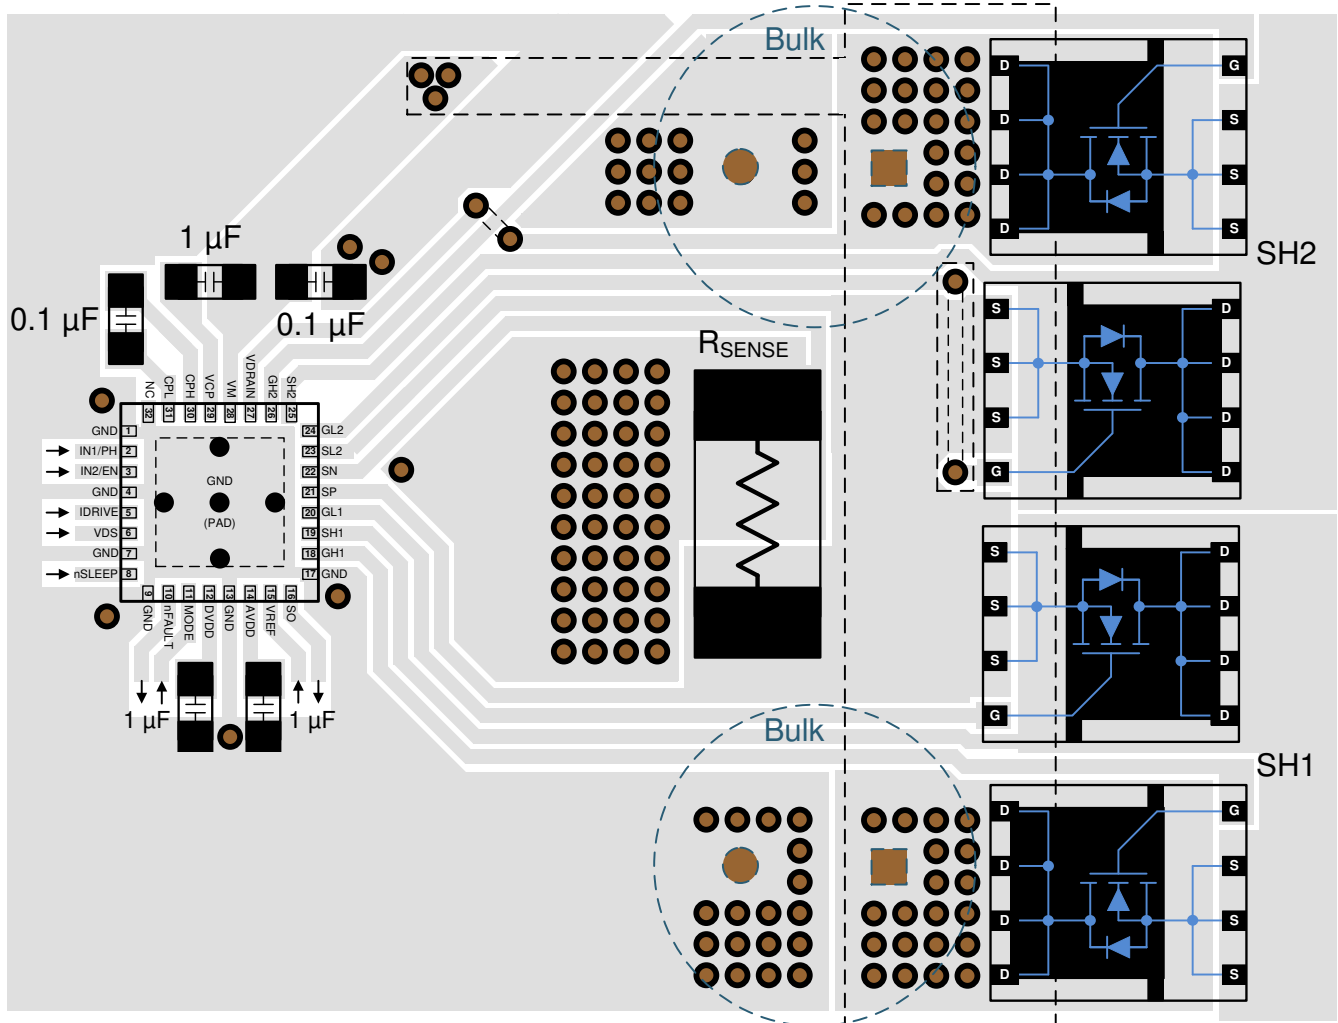 Bulk
D
G
D
S
D
S
D
S
SH2
1 µF
0.1 µF
0.1 µF
S
D
S
D
S
D
G
D
RSENSE
NC
CPL
CPH
VCP
VM
VDRAIN
GH2
SH2
32
31
30
29
28
27
26
25
GND 1
IN1/PH 2
IN2/EN 3
GND 4
IDRIVE 5
VDS 6
GND 7
nSLEEP 8
GND
(PAD)
24 GL2
23 SL2
22 SN
21 SP
20 GL1
19 SH1
18 GH1
17 GND
9
10
11
12
13
14
15
16
GND
nFAULT
MODE
DVDD
GND
AVDD
VREF
SO
1 µF
1 µF
S
D
S
D
S
D
G
D
Bulk
SH1
D
G
D
S
D
S
D
S